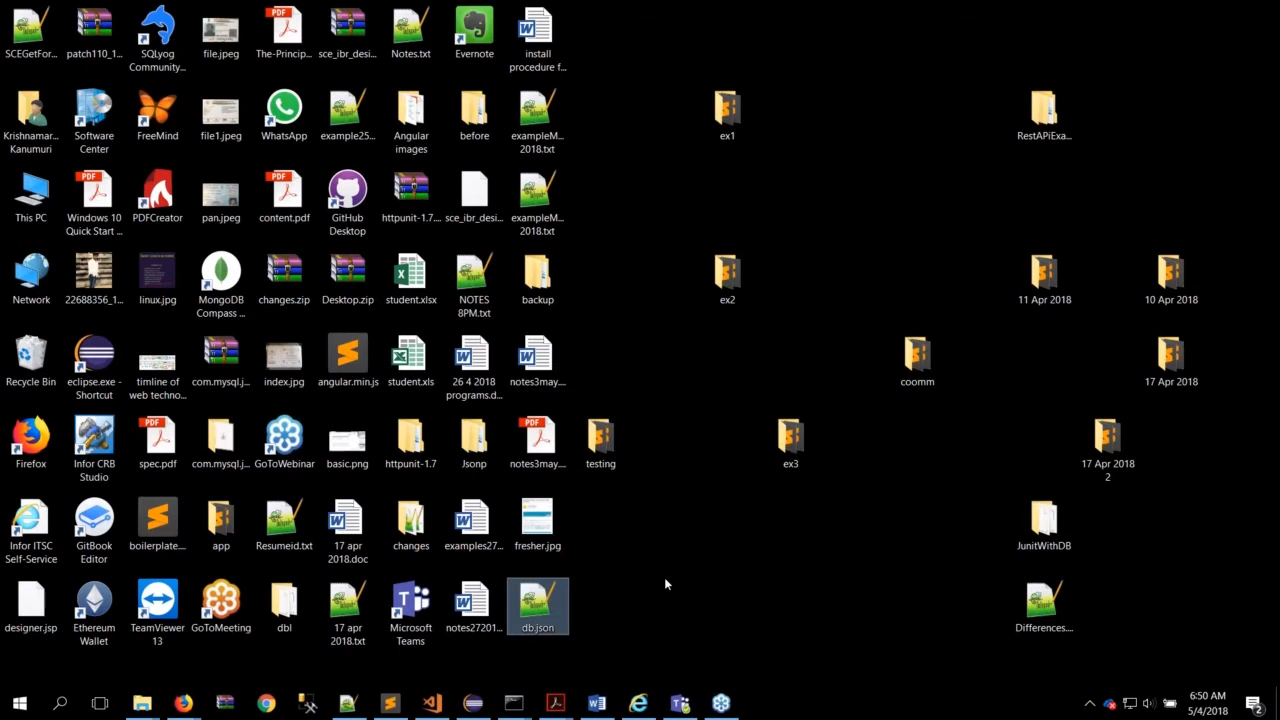 SCEGetFor...
patch110_1...
SQLyog
Community...
file.jpeg
The-Princip...
sce_ibr_desi...
Notes.txt
Evernote
install
procedure f...
Krishnamar...
Kanumuri
Software
Center
FreeMind
file1.jpeg
WhatsApp
example25...
Angular
images
before
exampleM...
2018.txt
ex1
RestAPiExa...
This PC
PDF
Windows 10
Quick Start ...
PDFCreator
pan.jpeg
content.pdf
GitHub
Desktop
httpunit-1.7....
sce_ibr_desi...
exampleM...
2018.txt
Network
22688356_1...
linux.jpg
MongoDB
Compass ...
changes.zip
Desktop.zip
student.xlsx
NOTES
8PM.txt
backup
ex2
11 Apr 2018
10 Apr 2018
Recycle Bin
eclipse.exe -
Shortcut
timline of
web techno...
com.mysql.j...
index.jpg
angular.min.js
student.xls
26 4 2018
programs.d...
notes3may....
coomm
17 Apr 2018
Firefox
Infor CRB
Studio
spec.pdf
com.mysql.j...
GoToWebinar
basic.png
httpunit-1.7
Jsonp
notes3may....
testing
ex3
17 Apr 2018
2
Infor ITSC
Self-Service
GitBook
Editor
boilerplate....
app
Resumeid.txt
17 apr
2018.doc
changes
examples27...
fresher.jpg
JunitWithDB
designer.jsp
Ethereum
Wallet
TeamViewer
13
GoToMeeting
dbl
17 apr
2018.txt
Microsoft
Teams
notes27201...
db.json
Differences....
6:50 AM
5/4/2018
2